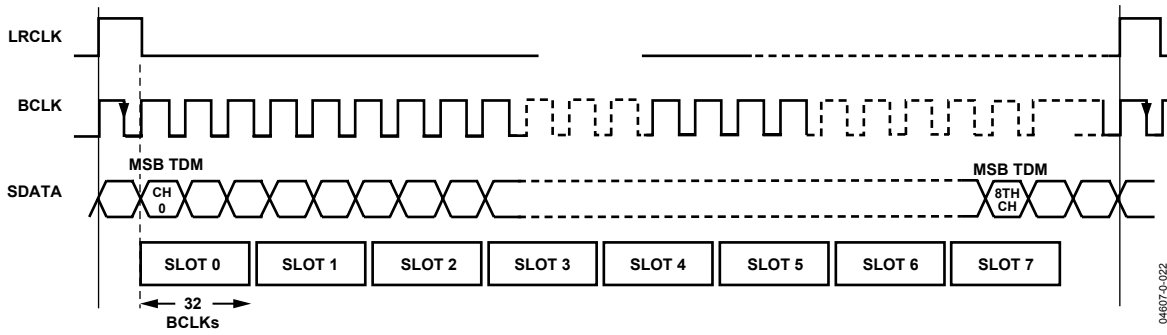 LRCLK
BCLK
MSB TDM
MSB TDM
SDATA
CH
0
8TH
CH
SLOT 0
SLOT 1
SLOT 2
SLOT 3
SLOT 4
SLOT 5
SLOT 6
SLOT 7
32
BCLKs
04607-0-022